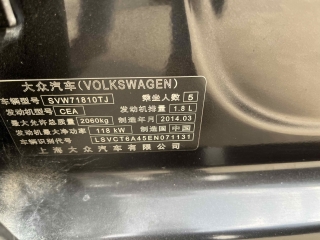 大众汽车(VOLKSWAGEN)
车辆型号 SVW71810TJ 乘坐人数 5
发动机型号 CEA 发动机排量 1.8 L
最大允许总质量 2060kg 制造年月 2014.03
发动机最大净功率 118 kW 制造国 中国
车辆识别代号 LSVCT6A45EN071131
上海大众汽车有限公司